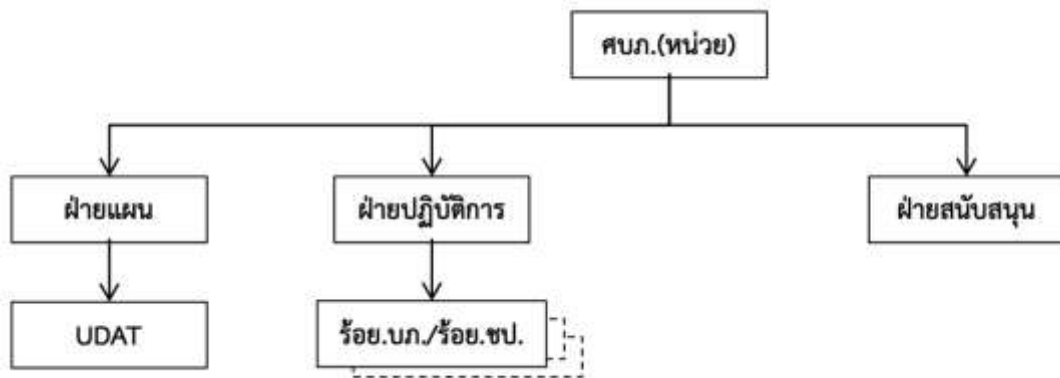 ศบภ.(หน่วย)
ฝ่ายแผน
ฝ่ายปฏิบัติการ
ฝ่ายสนับสนุน
UDAT
ร้อย.บภ./ร้อย.ชป.